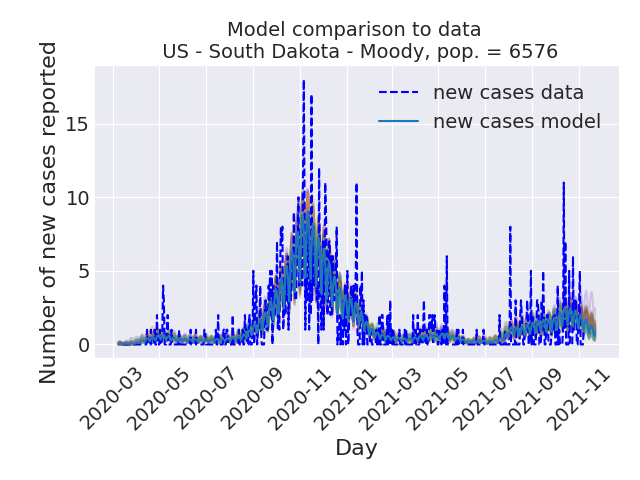 Model comparison to data
US - South Dakota - Moody, pop. = 6576
Number of new cases reported
15
10
5
0
new cases data
new cases model
2020-03
2020-05
2020-07
2020-09
2020-11
2021-01
2021-03
2021-05
2021-07
2021-09
2021-11
Day